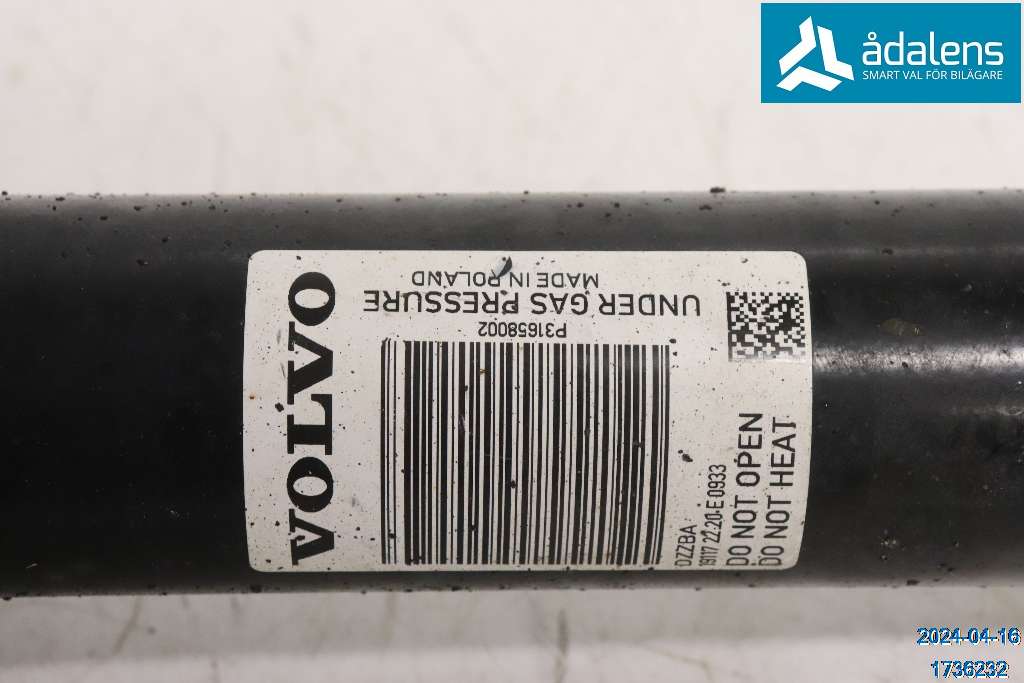 ådalens
SMART VAL FÖR BILÄGARE
VOLVO
MADE IN POLAND
UNDER GAS PRESSURE
P31658002
DZZBA
19117 22:20 E 0933
DO NOT OPEN
DO NOT HEAT
2024-04-16
1736232